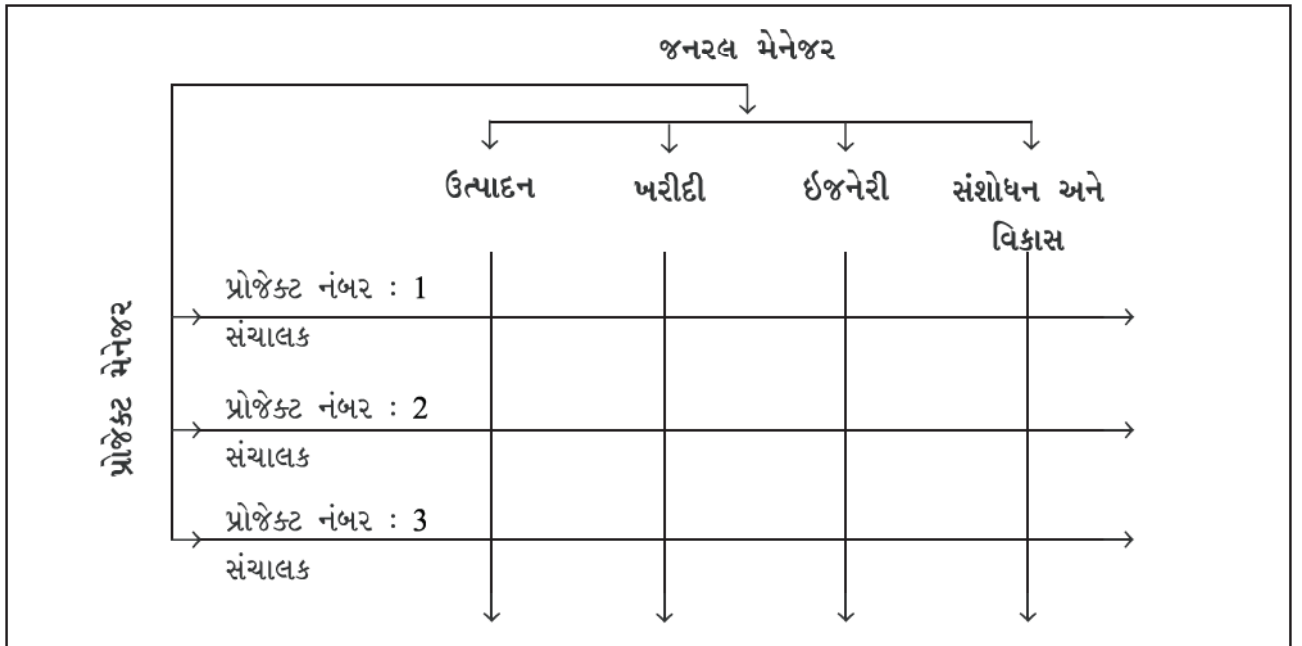 જનરલ મેનેજર
ઉત્પાદન ખરીદી ઇજનેરી સંશોધન અને
વિકાસ
પ્રોજેક્ટ મેનેજર
પ્રોજેક્ટ નંબર : 1
સંચાલક
પ્રોજેક્ટ નંબર : 2
સંચાલક
પ્રોજેક્ટ નંબર : 3
સંચાલક